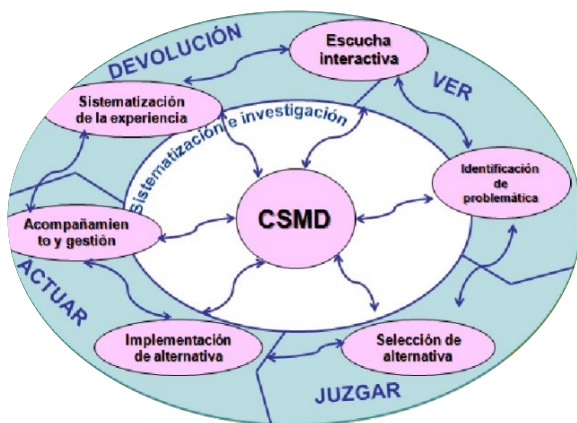 DEVOLUCIÓN
Escucha
interactiva
VER
Sistematización
de la experiencia
Sistematización e investigación
Identificación
de
problemática
CSMD
Acompañamien
to y gestión
ACTUAR
Implementación
de alternativa
Selección de
alternativa
JUZGAR